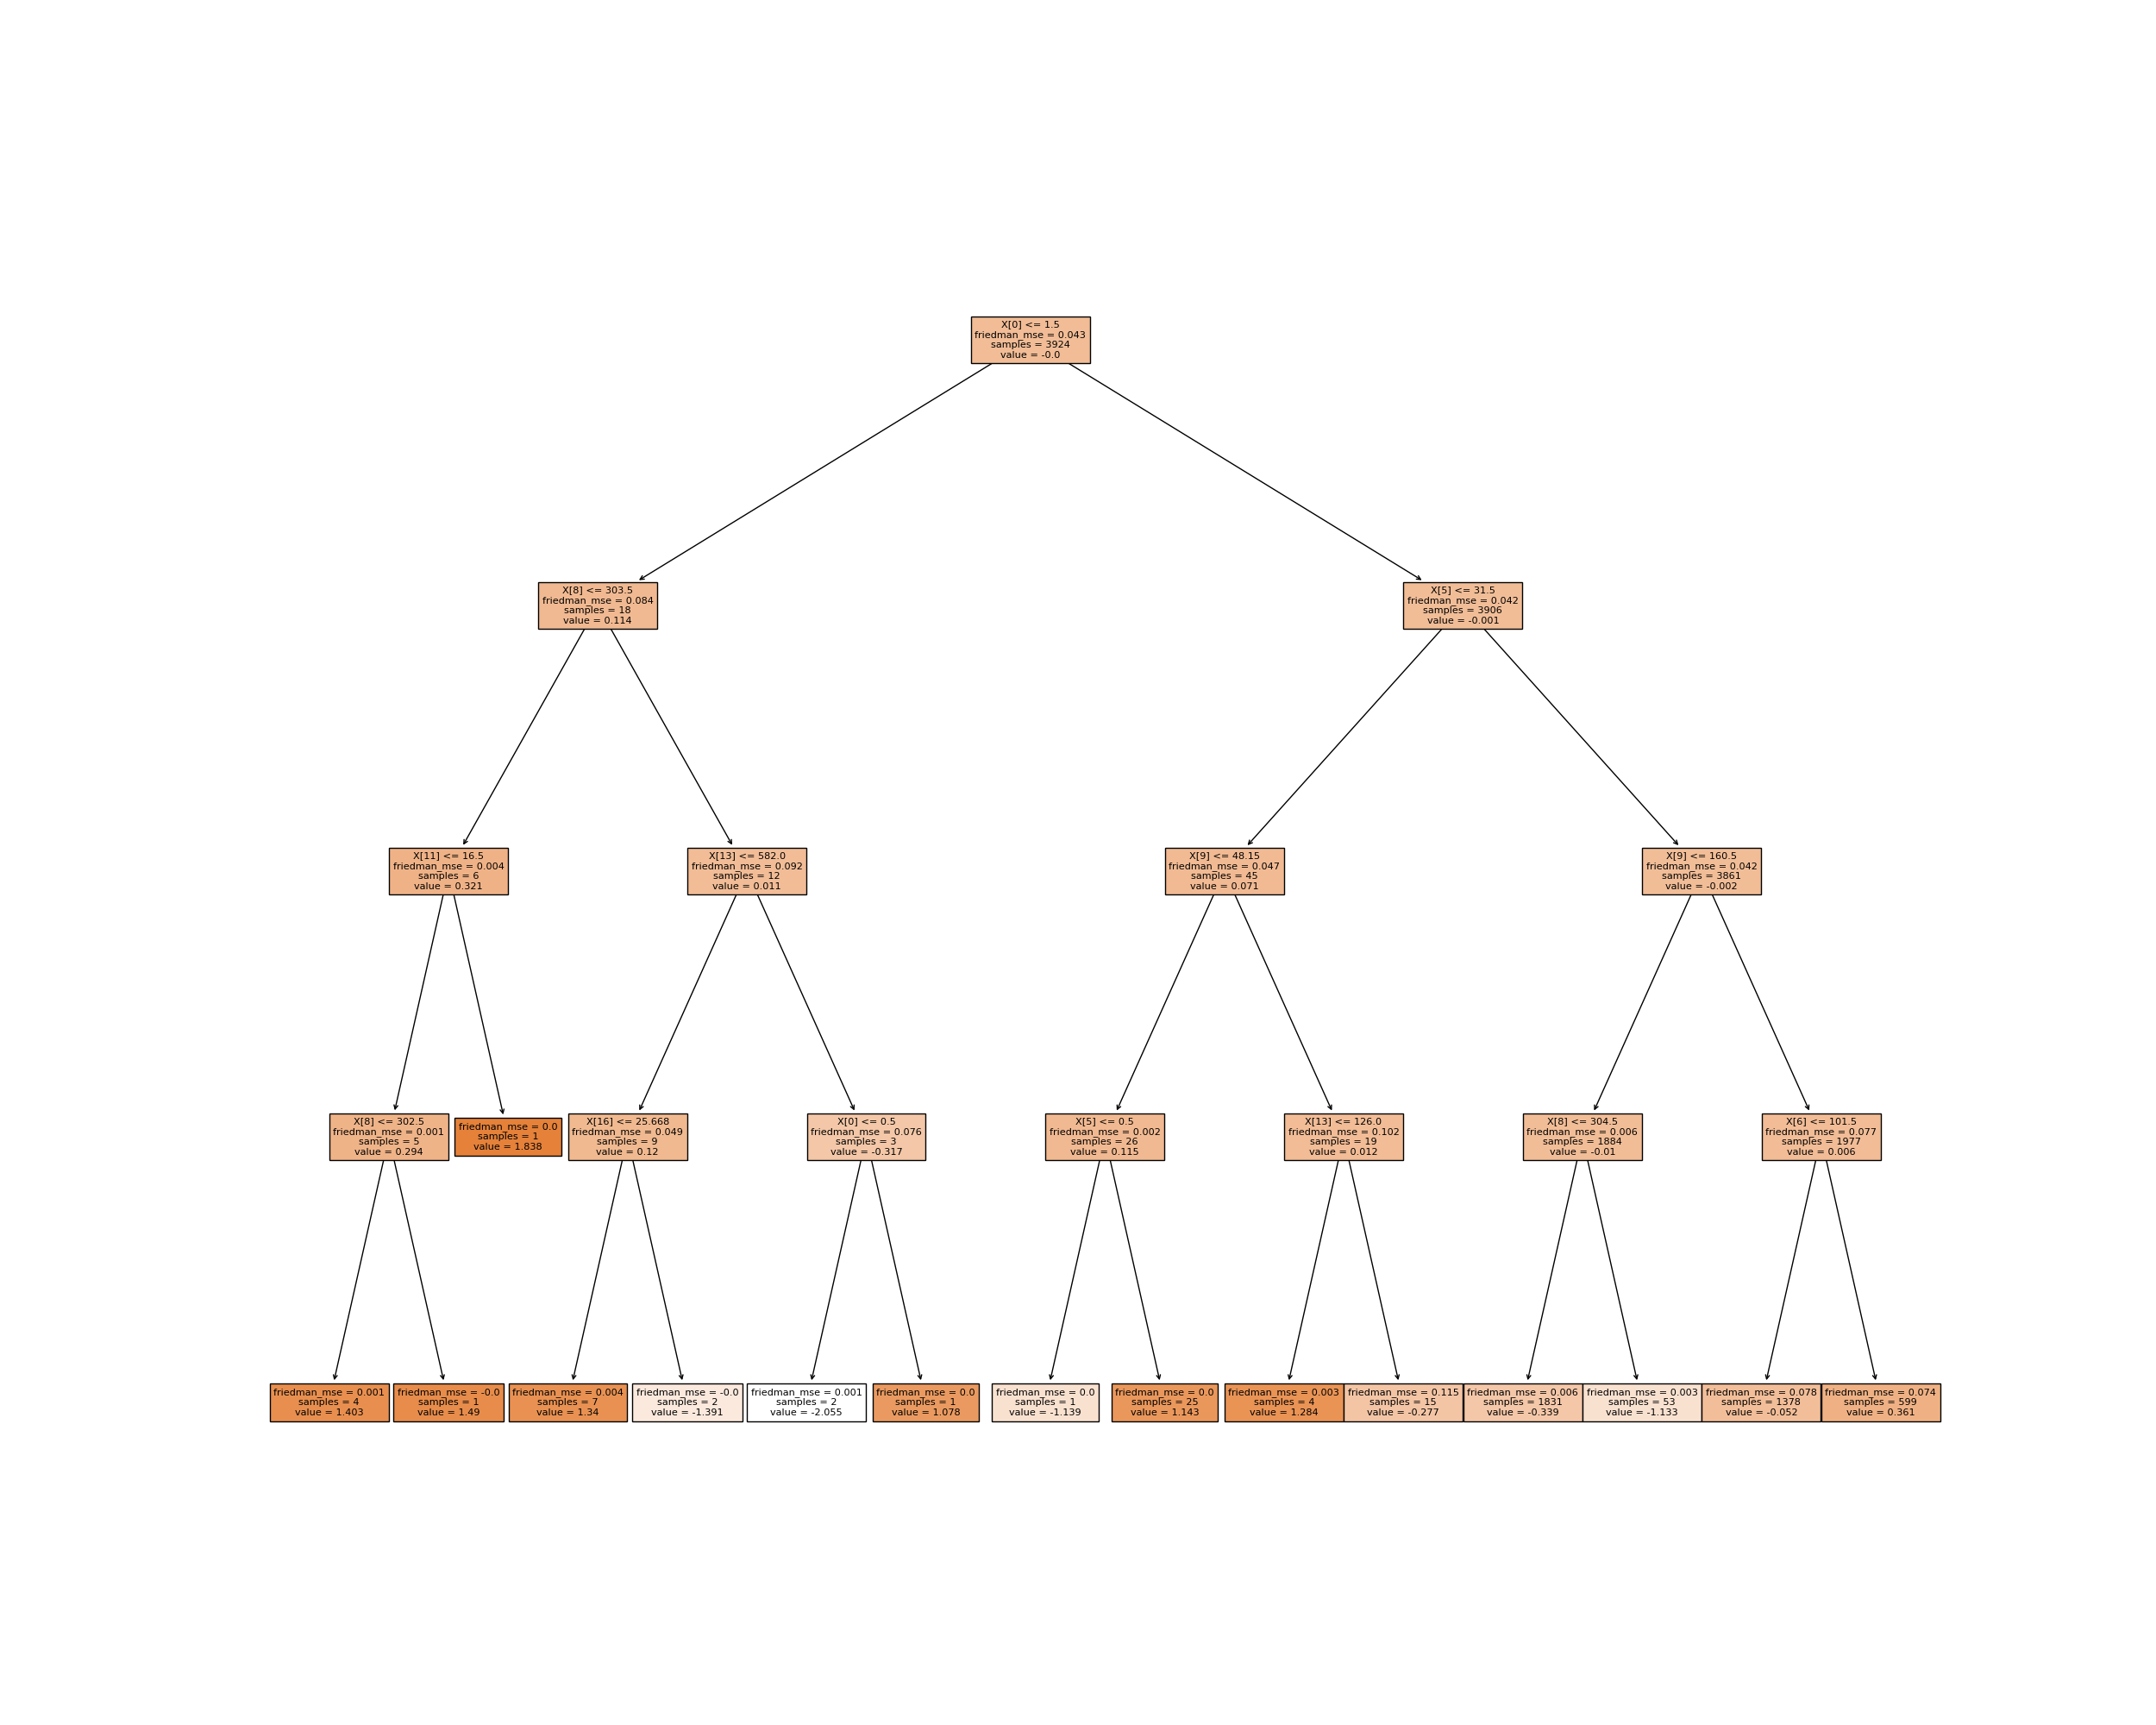 X[0] <= 1.5
friedman_mse = 0.043
samples = 3924
value = -0.0
X[8] <= 303.5
friedman_mse = 0.084
samples = 18
value = 0.114
X[5] <= 31.5
friedman_mse = 0.042
samples = 3906
value = -0.001
X[11] <= 16.5
friedman_mse = 0.004
samples = 6
value = 0.321
X[13] <= 582.0
friedman_mse = 0.092
samples = 12
value = 0.011
X[9] <= 48.15
friedman_mse = 0.047
samples = 45
value = 0.071
X[9] <= 160.5
friedman_mse = 0.042
samples = 3861
value = -0.002
X[8] <= 302.5
friedman_mse = 0.001
samples = 5
value = 0.294
friedman_mse = 0.0
samples = 1
value = 1.838
X[16] <= 25.668
friedman_mse = 0.049
samples = 9
value = 0.12
X[0] <= 0.5
friedman_mse = 0.076
samples = 3
value = -0.317
X[5] <= 0.5
friedman_mse = 0.002
samples = 26
value = 0.115
X[13] <= 126.0
friedman_mse = 0.102
samples = 19
value = 0.012
X[8] <= 304.5
friedman_mse = 0.006
samples = 1884
value = -0.01
X[6] <= 101.5
friedman_mse = 0.077
samples = 1977
value = 0.006
friedman_mse = 0.001
samples = 4
value = 1.403
friedman_mse = -0.0
samples = 1
value = 1.49
friedman_mse = 0.004
samples = 7
value = 1.34
friedman_mse = -0.0
samples = 2
value = -1.391
friedman_mse = 0.001
samples = 2
value = -2.055
friedman_mse = 0.0
samples = 1
value = 1.078
friedman_mse = 0.0
samples = 1
value = -1.139
friedman_mse = 0.0
samples = 25
value = 1.143
friedman_mse = 0.003
samples = 4
value = 1.284
friedman_mse = 0.115
samples = 15
value = -0.277
friedman_mse = 0.006
samples = 1831
value = -0.339
friedman_mse = 0.003
samples = 53
value = -1.133
friedman_mse = 0.078
samples = 1378
value = -0.052
friedman_mse = 0.074
samples = 599
value = 0.361